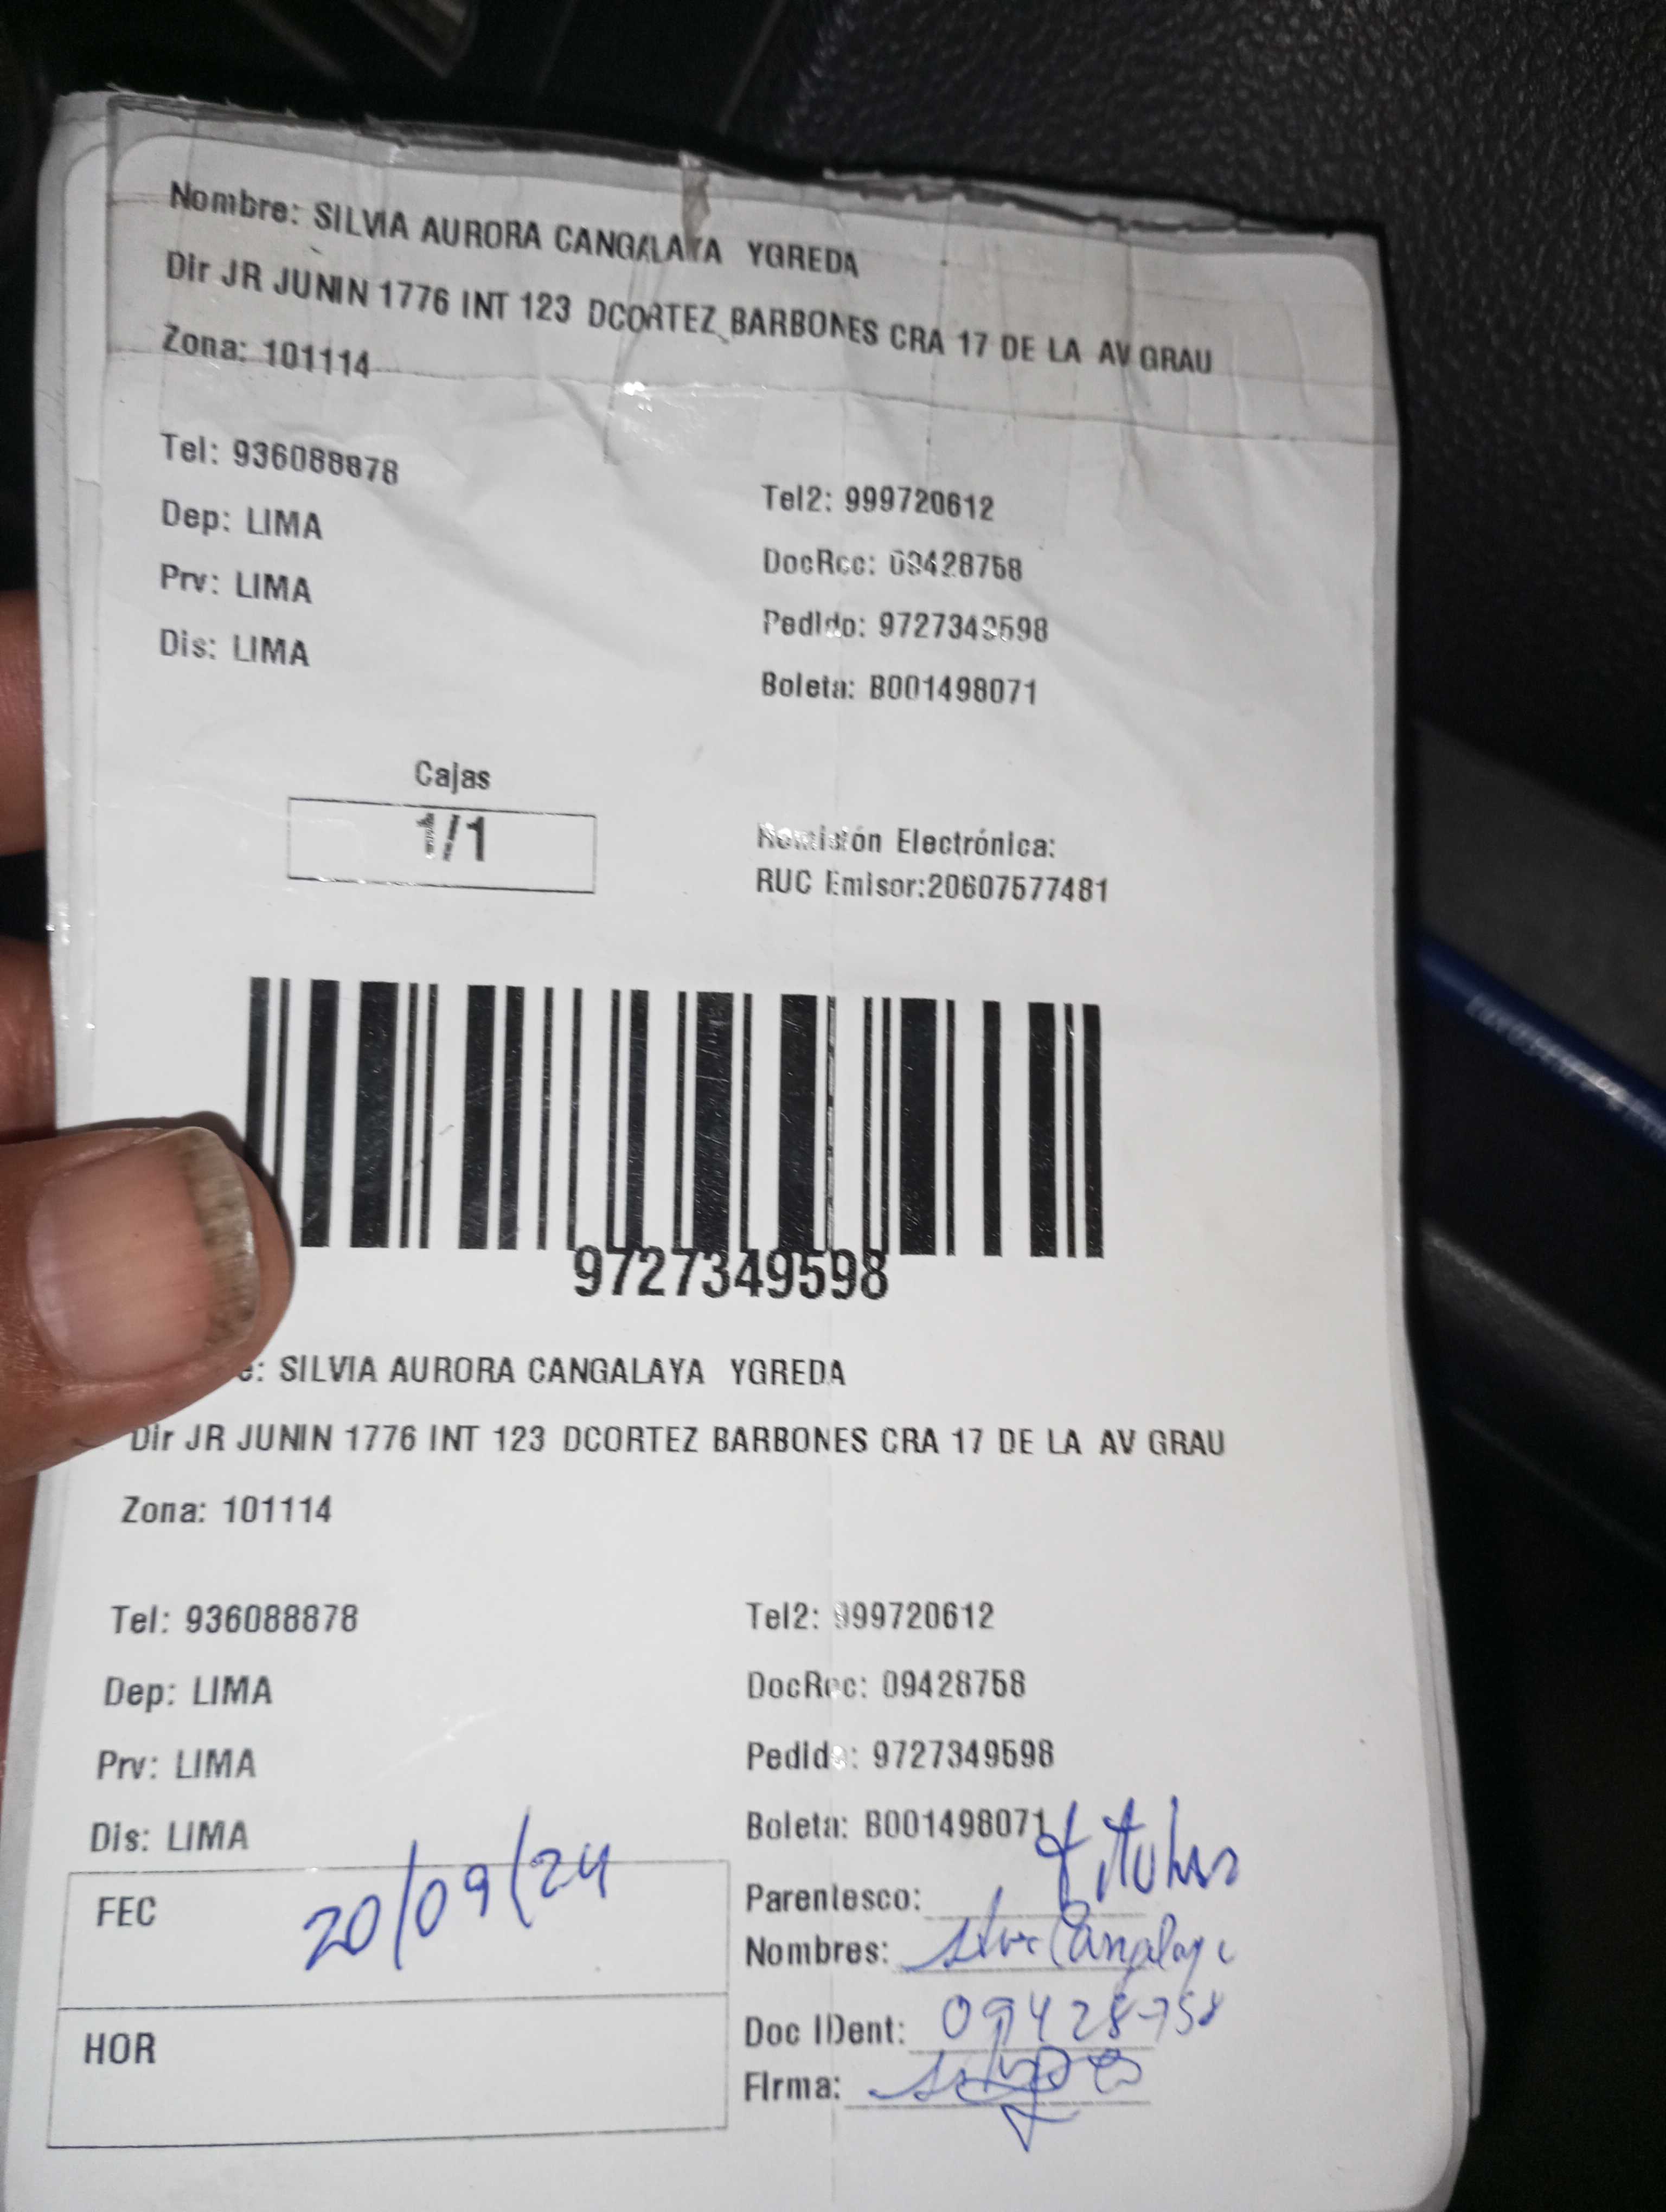 Nombre: SILVIA AURORA CANGALAYA YGREDA
Dir JR JUNIN 1776 INT 123 DCORTEZ BARBONES CRA 17 DE LA AV GRAU
Zona: 101114
Tel: 936088878
Tel2: 999720612
Dep: LIMA
DocRec: 09428758
Prv: LIMA
Pedido: 9727349598
Dis: LIMA
Boleta: B001498071
Cajas
1/1
Remisión Electrónica:
RUC Emisor:20607577481
9727349598
e: SILVIA AURORA CANGALAYA YGREDA
Dir JR JUNIN 1776 INT 123 DCORTEZ BARBONES CRA 17 DE LA AV GRAU
Zona: 101114
Tel: 936088878
Tel2: 999720612
Dep: LIMA
DocRec: 09428758
Prv: LIMA
Pedido: 9727349598
Dis: LIMA
Boleta: B001498071
FEC 20/09/24
Parentesco: titular
Nombres: Cangalaya
HOR
Doc IDent: 09428758
Firma: